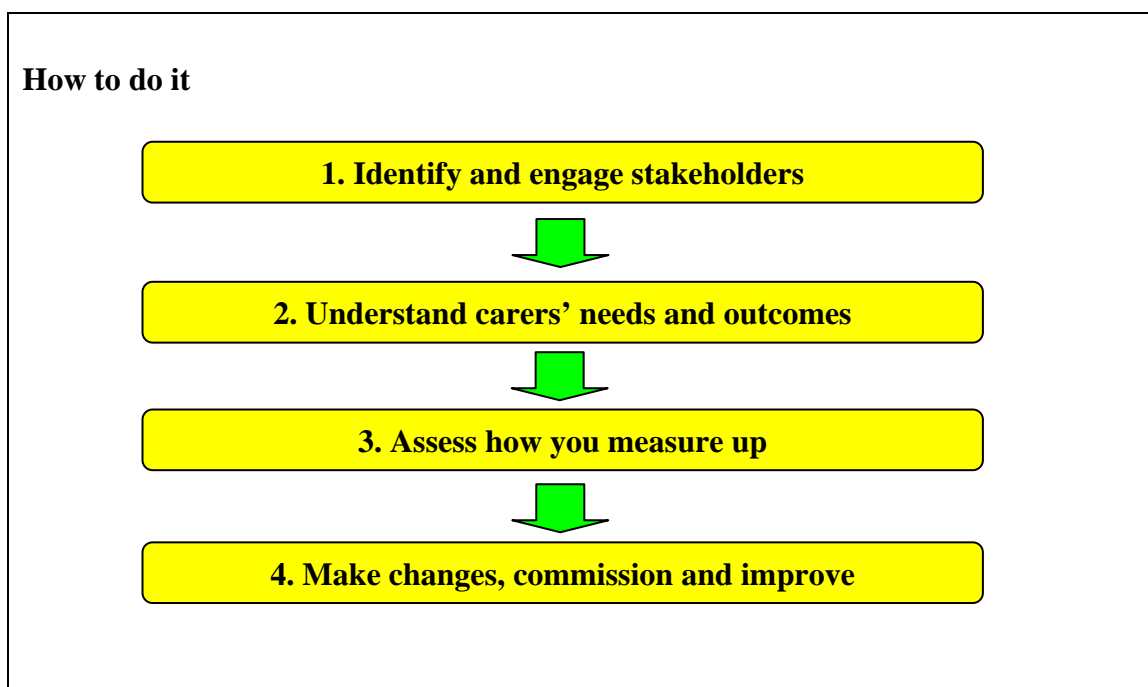 How to do it
1. Identify and engage stakeholders
2. Understand carers’ needs and outcomes
3. Assess how you measure up
4. Make changes, commission and improve